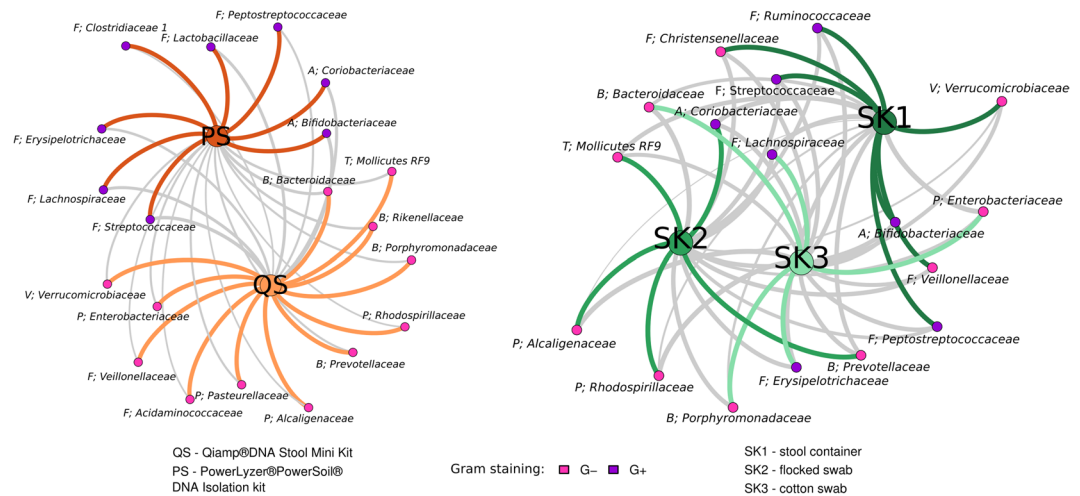 F; Peptostreptococcaceae
F; Clostridiaceae 1
F; Lactobacillaceae
A; Coriobacteriaceae
PS
A; Bifidobacteriaceae
F; Erysipelotrichaceae
T; Mollicutes RF9
B; Bacteroidaceae
F; Lachnospiraceae
F; Streptococcaceae
B; Rikenellaceae
B; Porphyromonadaceae
QS
V; Verrucomicrobiaceae
P; Enterobacteriaceae
P; Rhodospirillaceae
B; Prevotellaceae
F; Veillonellaceae
P; Pasteurellaceae
F; Acidaminococcaceae
P; Alcaligenaceae
QS - Qiamp®DNA Stool Mini Kit
PS - PowerLyzer®PowerSoil®
DNA Isolation kit
Gram staining: G− G+
F; Ruminococcaceae
F; Christensenellaceae
F; Streptococcaceae
V; Verrucomicrobiaceae
B; Bacteroidaceae
A; Coriobacteriaceae
SK1
T; Mollicutes RF9
F; Lachnospiraceae
P; Enterobacteriaceae
A; Bifidobacteriaceae
SK2
SK3
F; Veillonellaceae
P; Alcaligenaceae
F; Peptostreptococcaceae
B; Prevotellaceae
F; Erysipelotrichaceae
P; Rhodospirillaceae
B; Porphyromonadaceae
SK1 - stool container
SK2 - flocked swab
SK3 - cotton swab